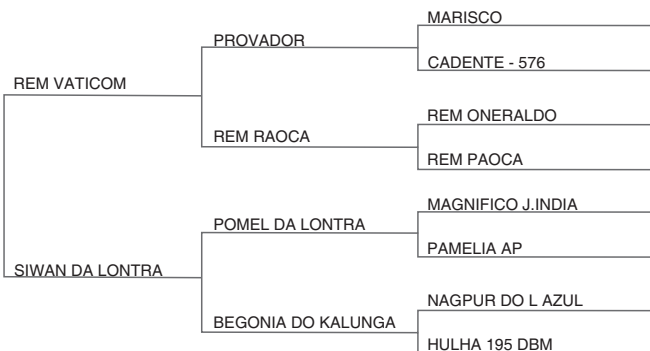 MARISCO
PROVADOR
CADENTE - 576
REM VATICOM
REM ONERALDO
REM RAOCA
REM PAOCA
MAGNIFICO J.INDIA
POMEL DA LONTRA
PAMELIA AP
SIWAN DA LONTRA
NAGPUR DO L AZUL
BEGONIA DO KALUNGA
HULHA 195 DBM